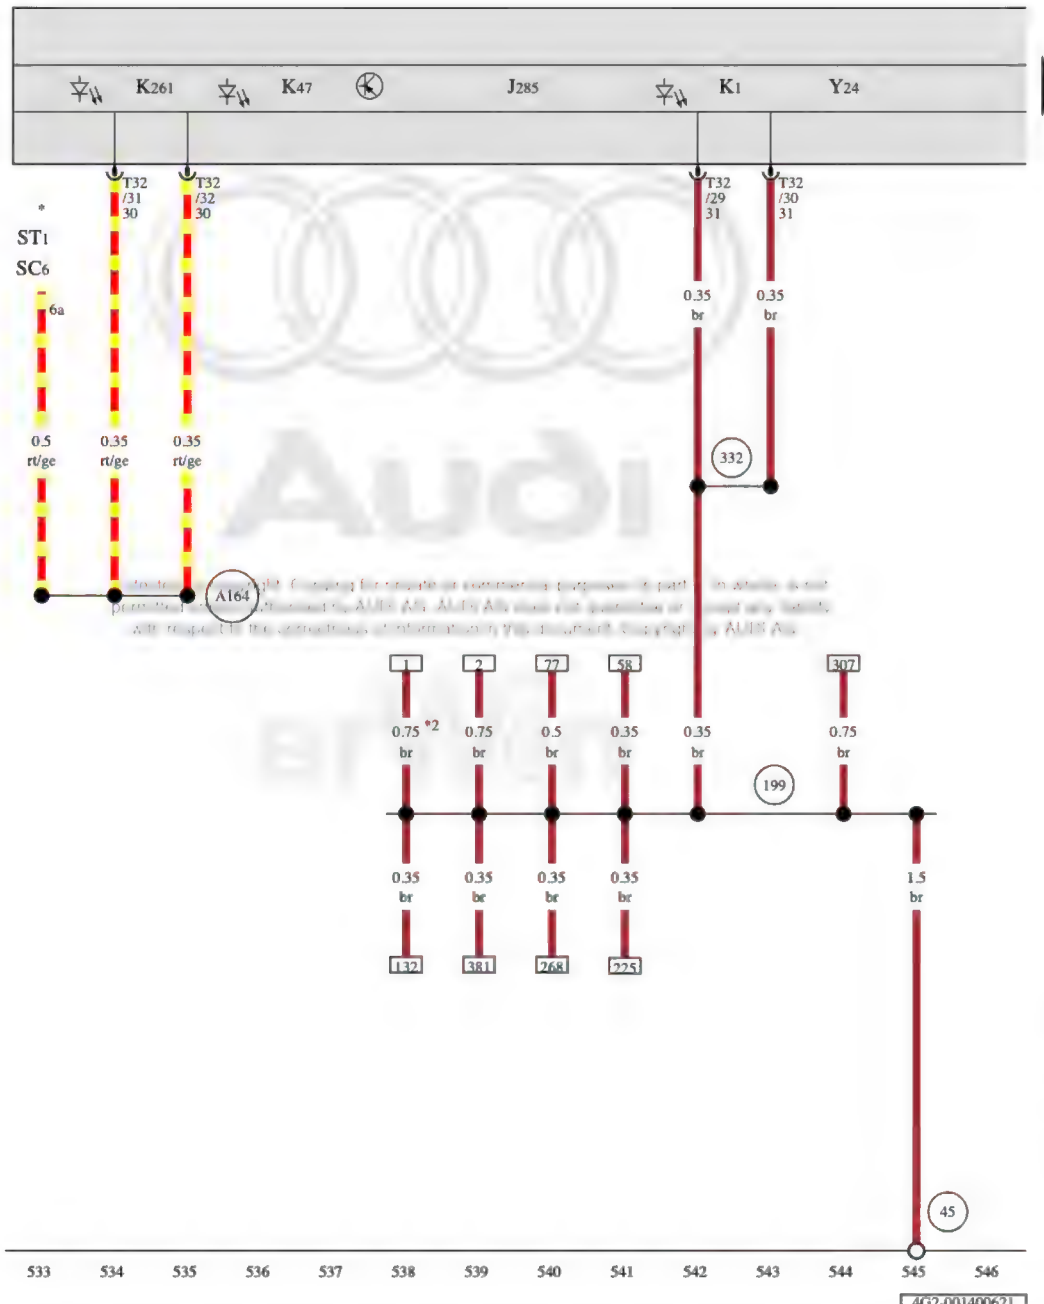 K261 K47 J285 K1 Y24
T32 T32 T32 T32
/31 /32 /29 /30
30 30 31 31
*
ST1
SC6
6a
0.35 0.35
br br
0.5 0.35 0.35
rt/ge rt/ge rt/ge
332
Audi
A164
1 2 77 58 307
0.75 *2 0.75 0.5 0.35 0.35 0.75
br br br br br br
199
0.35 0.35 0.35 0.35 1.5
br br br br br
132 381 268 225
45
533 534 535 536 537 538 539 540 541 542 543 544 545 546
4G2-001400621